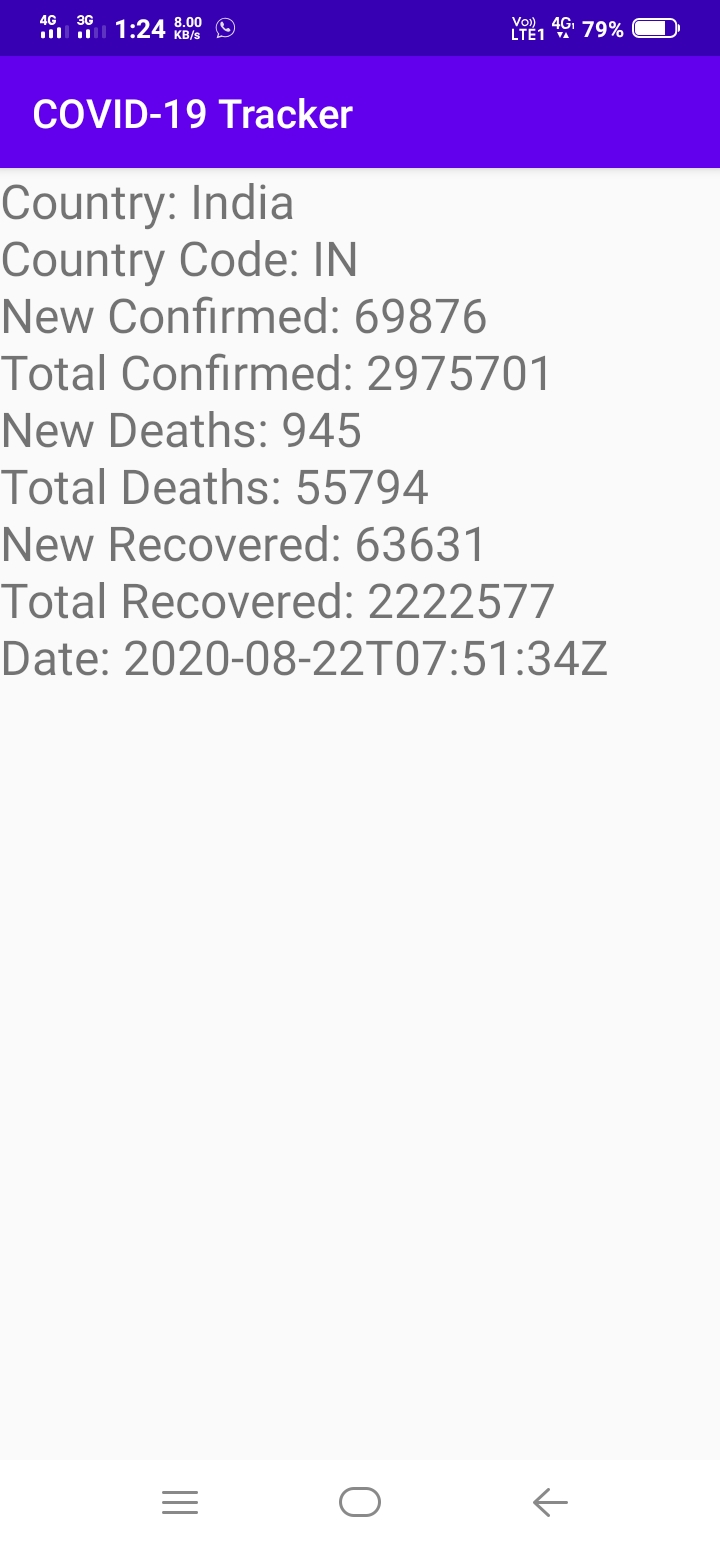 4G 3G 1:24 8.00 KB/s Vo)) LTE1 4G1 79%
COVID-19 Tracker
Country: India
Country Code: IN
New Confirmed: 69876
Total Confirmed: 2975701
New Deaths: 945
Total Deaths: 55794
New Recovered: 63631
Total Recovered: 2222577
Date: 2020-08-22T07:51:34Z